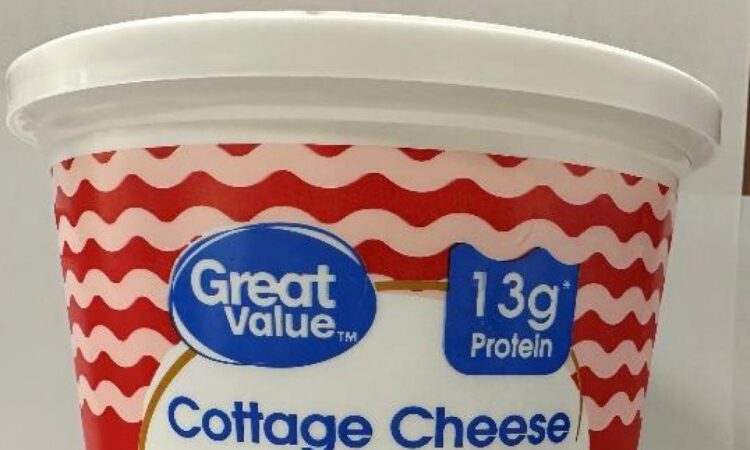 Great
Value™
13g*
Protein
Cottage Cheese